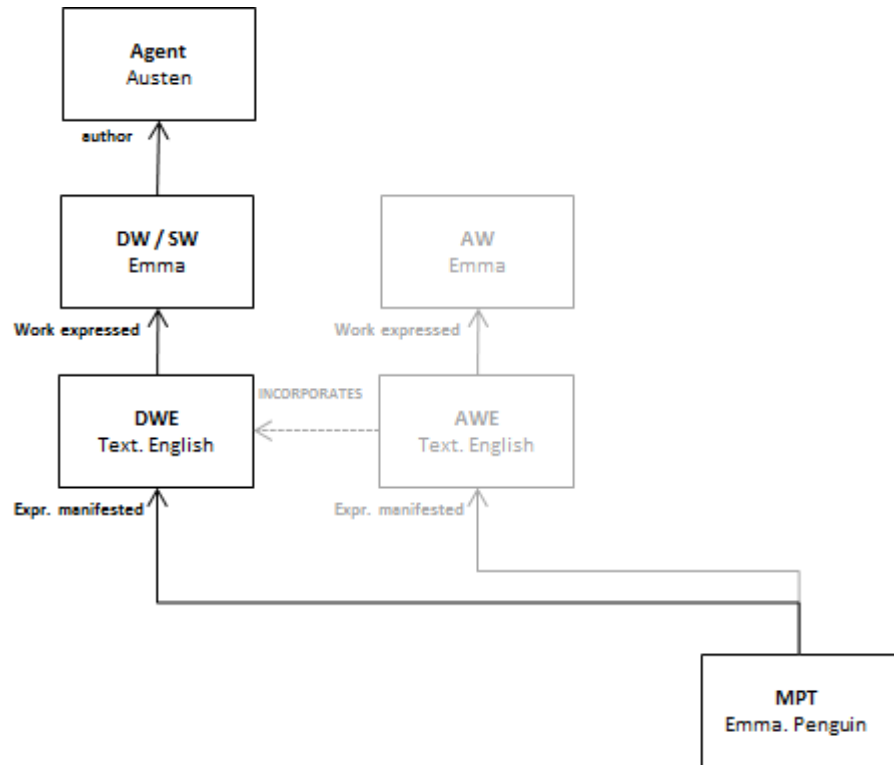 Agent
Austen
author
DW / SW
Emma
AW
Emma
Work expressed
Work expressed
INCORPORATES
DWE
Text. English
AWE
Text. English
Expr. manifested
Expr. manifested
MPT
Emma. Penguin